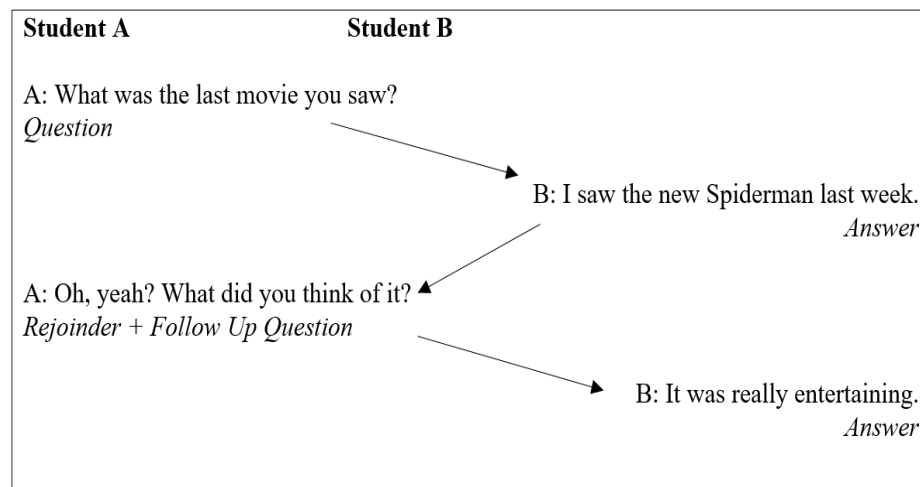 Student A Student B
A: What was the last movie you saw?
Question
B: I saw the new Spiderman last week.
Answer
A: Oh, yeah? What did you think of it?
Rejoinder + Follow Up Question
B: It was really entertaining.
Answer